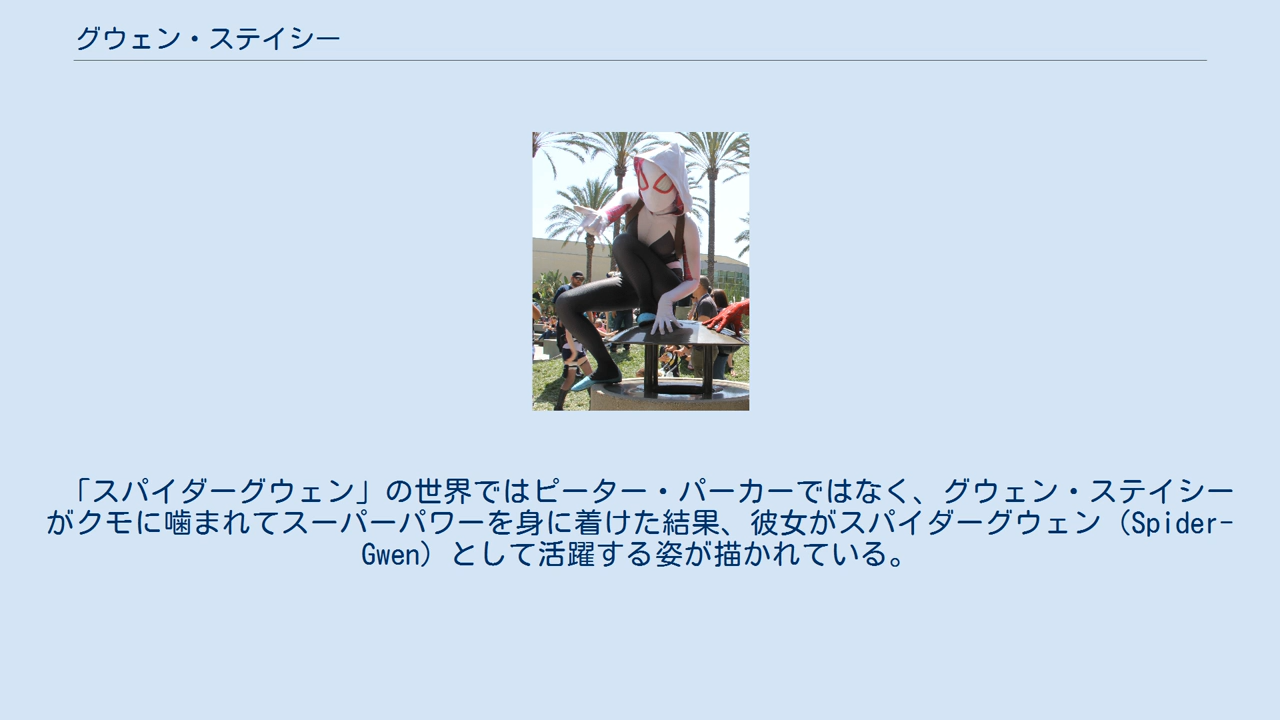 グウェン・ステイシー
「スパイダーグウェン」の世界ではピーター・パーカーではなく、グウェン・ステイシー
がクモに噛まれてスーパーパワーを身に着けた結果、彼女がスパイダーグウェン（Spider-
Gwen）として活躍する姿が描かれている。